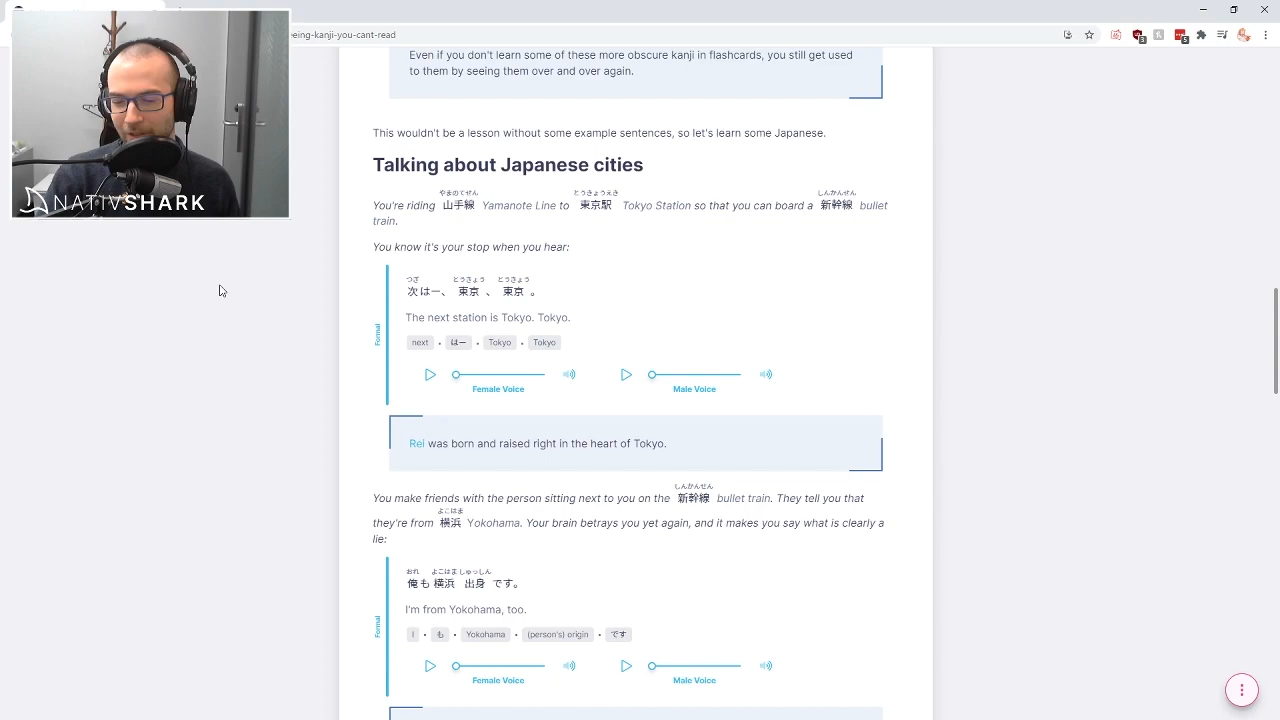 eeing-kanji-you-cant-read
3
5
NATIVSHARK
Even if you don't learn some of these more obscure kanji in flashcards, you still get used
to them by seeing them over and over again.
This wouldn't be a lesson without some example sentences, so let's learn some Japanese.
Talking about Japanese cities
やまのてせん とうきょうえき しんかんせん
You're riding 山手線 Yamanote Line to 東京駅 Tokyo Station so that you can board a 新幹線 bullet
train.
You know it's your stop when you hear:
つぎ とうきょう とうきょう
次はー、 東京 、 東京 。
The next station is Tokyo. Tokyo.
next • はー • Tokyo • Tokyo
Formal
Female Voice Male Voice
Rei was born and raised right in the heart of Tokyo.
しんかんせん
You make friends with the person sitting next to you on the 新幹線 bullet train. They tell you that
よこはま
they're from 横浜 Yokohama. Your brain betrays you yet again, and it makes you say what is clearly a
lie:
おれ よこはま しゅっしん
俺も 横浜 出身 です。
I'm from Yokohama, too.
I • も • Yokohama • (person's) origin • です
Formal
Female Voice Male Voice